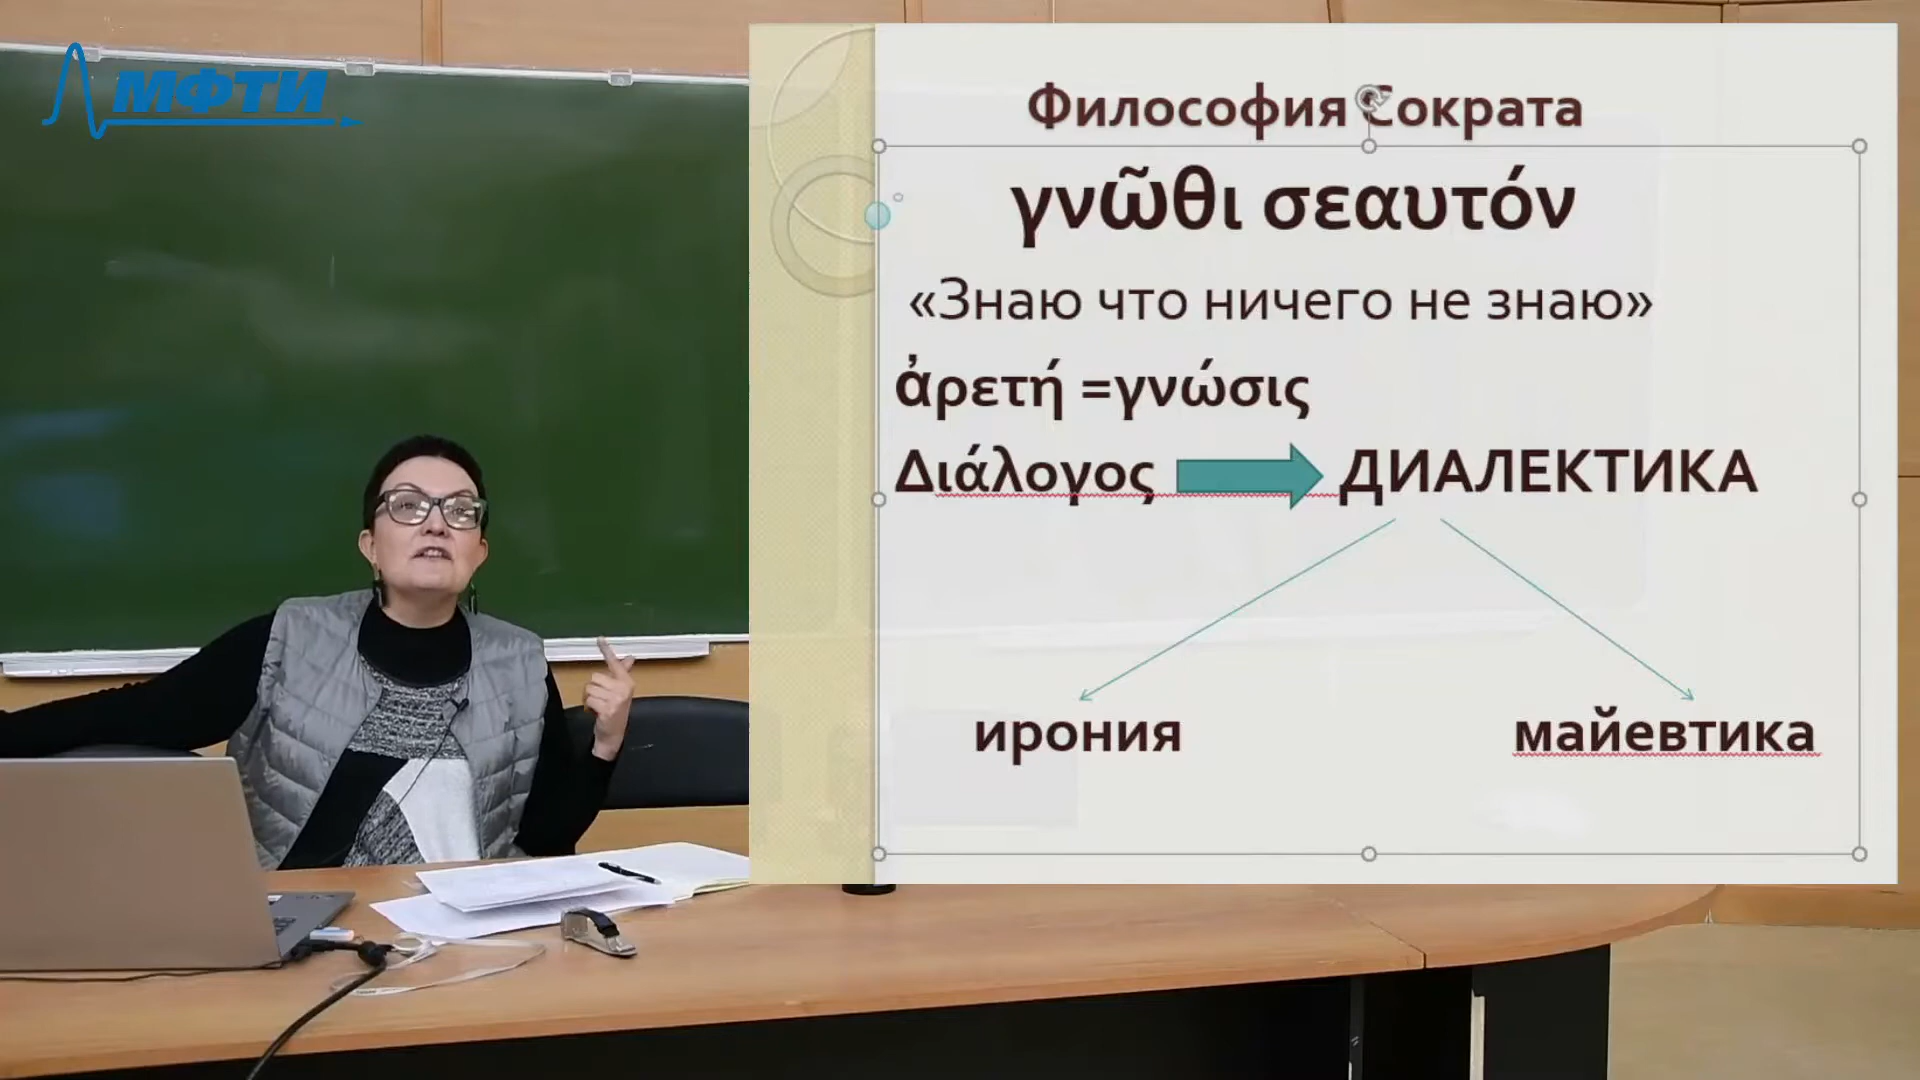 МФТИ
Философия Сократа
γνῶθι σεαυτόν
«Знаю что ничего не знаю»
ἀρετή =γνώσις
Διάλογος ДИАЛЕКТИКА
ирония майевтика